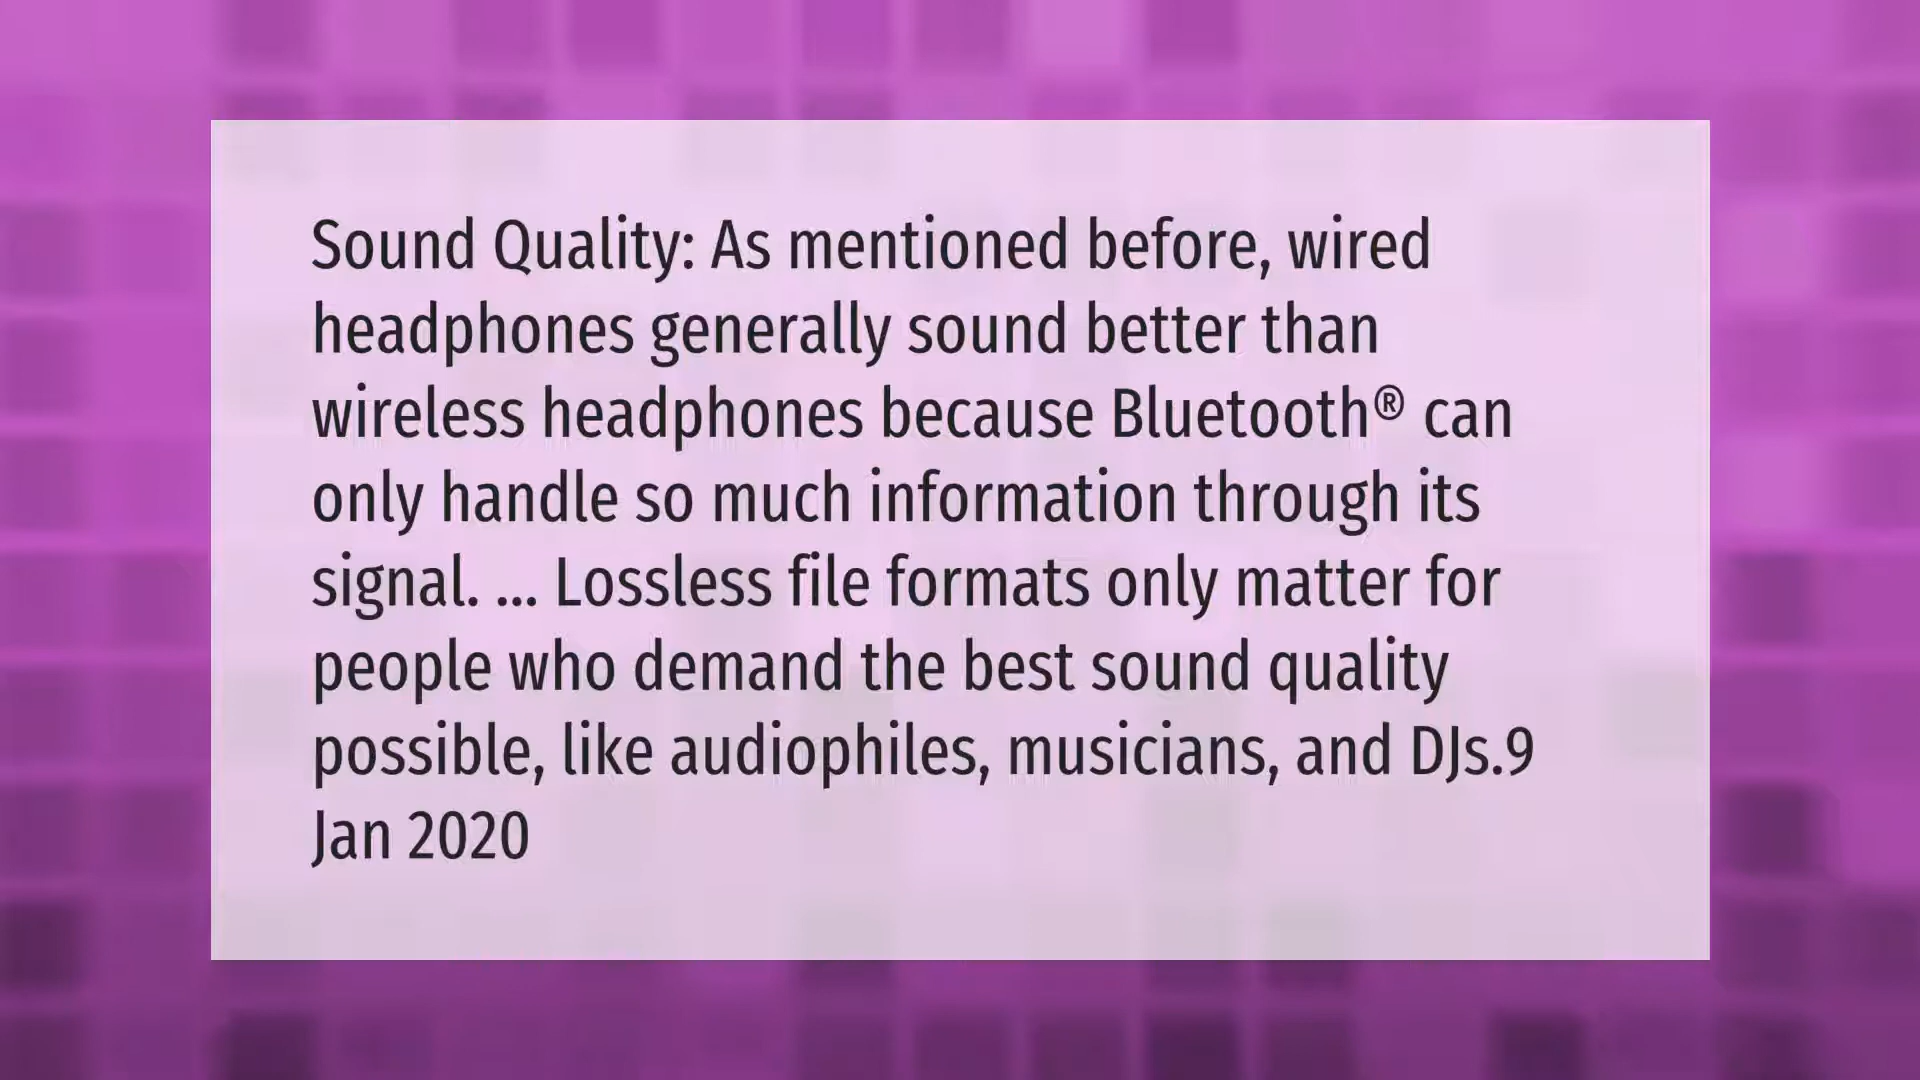 Sound Quality: As mentioned before, wired
headphones generally sound better than
wireless headphones because Bluetooth® can
only handle so much information through its
signal. ... Lossless file formats only matter for
people who demand the best sound quality
possible, like audiophiles, musicians, and DJs.9
Jan 2020